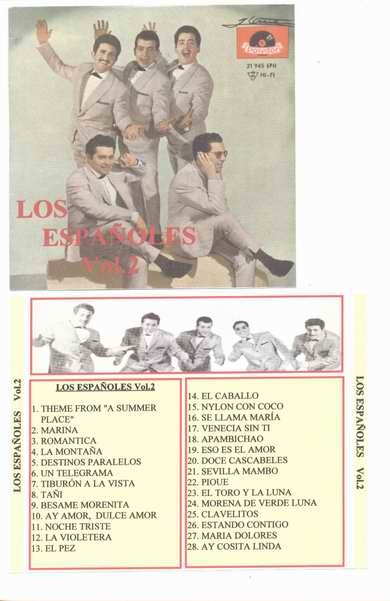 Polydor
21 945 EPH
HI-FI
LOS
ESPAÑOLES
Vol.2
LOS ESPAÑOLES Vol.2
LOS ESPAÑOLES Vol.2
1. THEME FROM "A SUMMER
PLACE"
2. MARINA
3. ROMANTICA
4. LA MONTAÑA
5. DESTINOS PARALELOS
6. UN TELEGRAMA
7. TIBURÓN A LA VISTA
8. TAÑI
9. BESAME MORENITA
10. AY AMOR, DULCE AMOR
11. NOCHE TRISTE
12. LA VIOLETERA
13. EL PEZ
14. EL CABALLO
15. NYLON CON COCO
16. SE LLAMA MARÍA
17. VENECIA SIN TI
18. APAMBICHAO
19. ESO ES EL AMOR
20. DOCE CASCABELES
21. SEVILLA MAMBO
22. PIOUE
23. EL TORO Y LA LUNA
24. MORENA DE VERDE LUNA
25. CLAVELITOS
26. ESTANDO CONTIGO
27. MARIA DOLORES
28. AY COSITA LINDA
LOS ESPAÑOLES Vol.2